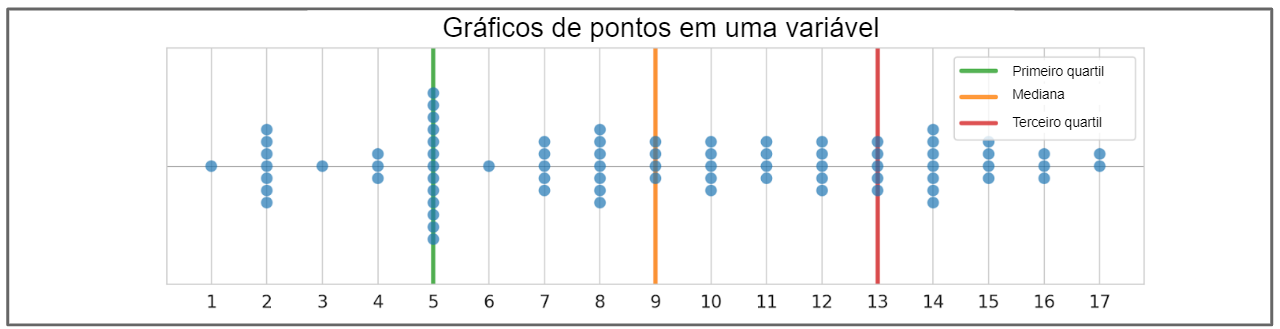 Gráficos de pontos em uma variável
Primeiro quartil
Mediana
Terceiro quartil
1 2 3 4 5 6 7 8 9 10 11 12 13 14 15 16 17